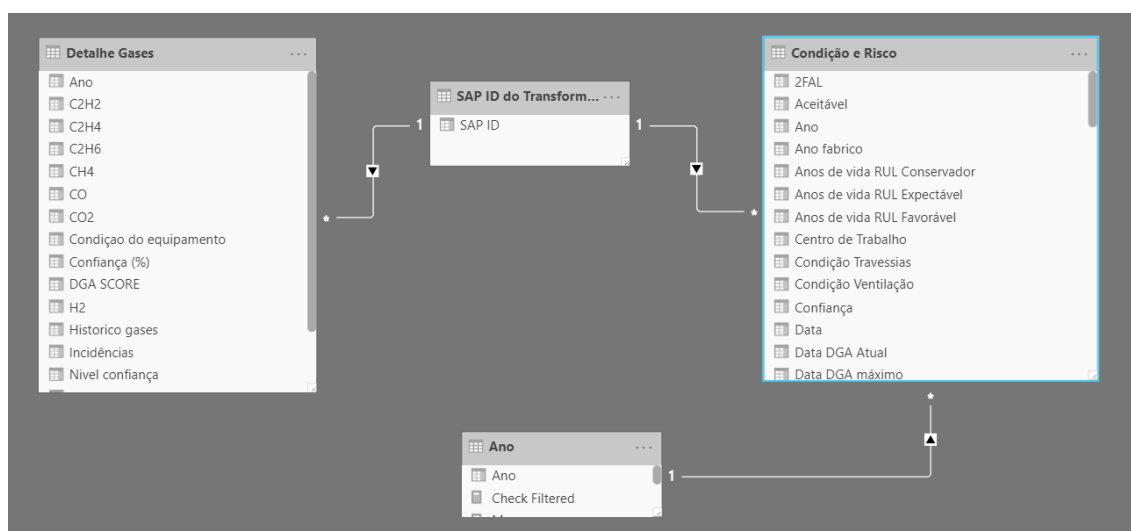 Detalhe Gases
Ano
C2H2
C2H4
C2H6
CH4
CO
CO2
Condiçao do equipamento
Confiança (%)
DGA SCORE
H2
Historico gases
Incidências
Nivel confiança
SAP ID do Transform...
SAP ID
1
1
*
*
Condição e Risco
2FAL
Aceitável
Ano
Ano fabrico
Anos de vida RUL Conservador
Anos de vida RUL Expectável
Anos de vida RUL Favorável
Centro de Trabalho
Condição Travessias
Condição Ventilação
Confiança
Data
Data DGA Atual
Data DGA máximo
*
Ano
Ano
Check Filtered
1